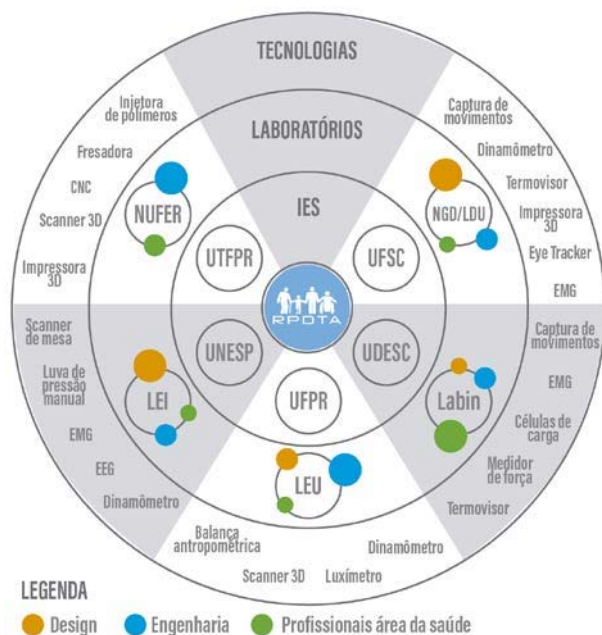 TECNOLOGIAS
LABORATÓRIOS
IES
RPDTA
UTFPR
UFSC
UNESP
UDESC
UFPR
NUFER
NGD/LDU
LEI
Labin
LEU
Injetora
de polímeros
Fresadora
CNC
Scanner 3D
Impressora
3D
Captura de
movimentos
Dinamômetro
Termovisor
Impressora
3D
Eye Tracker
EMG
Scanner
de mesa
Luva de
pressão
manual
EMG
EEG
Dinamômetro
Captura de
movimentos
EMG
Células de
carga
Medidor
de força
Termovisor
Balança
antropométrica
Scanner 3D
Luxímetro
Dinamômetro
LEGENDA
Design
Engenharia
Profissionais área da saúde